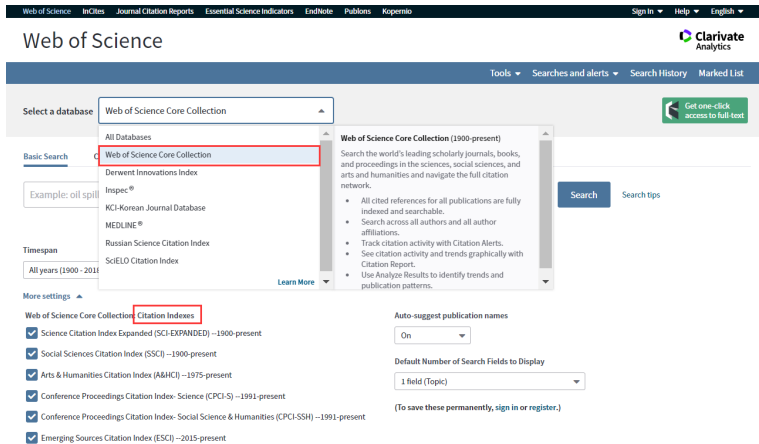 Web of Science InCites Journal Citation Reports Essential Science Indicators EndNote Publons Kopernio Sign In Help English
Web of Science
Clarivate
Analytics
Tools Searches and alerts Search History Marked List
Select a database Web of Science Core Collection
Get one-click
access to full-text
All Databases
Web of Science Core Collection
Derwent Innovations Index
Inspec®
KCI-Korean Journal Database
MEDLINE®
Russian Science Citation Index
SciELO Citation Index
Learn More
Web of Science Core Collection (1900-present)
Search the world's leading scholarly journals, books,
and proceedings in the sciences, social sciences, and
arts and humanities and navigate the full citation
network.
• All cited references for all publications are fully
indexed and searchable.
• Search across all authors and all author
affiliations.
• Track citation activity with Citation Alerts.
• See citation activity and trends graphically with
Citation Report.
• Use Analyze Results to identify trends and
publication patterns.
Basic Search C
Example: oil spill
Search Search tips
Timespan
All years (1900 - 2018
More settings
Web of Science Core Collection: Citation Indexes
Science Citation Index Expanded (SCI-EXPANDED) --1900-present
Social Sciences Citation Index (SSCI) --1900-present
Arts & Humanities Citation Index (A&HCI) --1975-present
Conference Proceedings Citation Index- Science (CPCI-S) --1991-present
Conference Proceedings Citation Index- Social Science & Humanities (CPCI-SSH) --1991-present
Emerging Sources Citation Index (ESCI) --2015-present
Auto-suggest publication names
On
Default Number of Search Fields to Display
1 field (Topic)
(To save these permanently, sign in or register.)